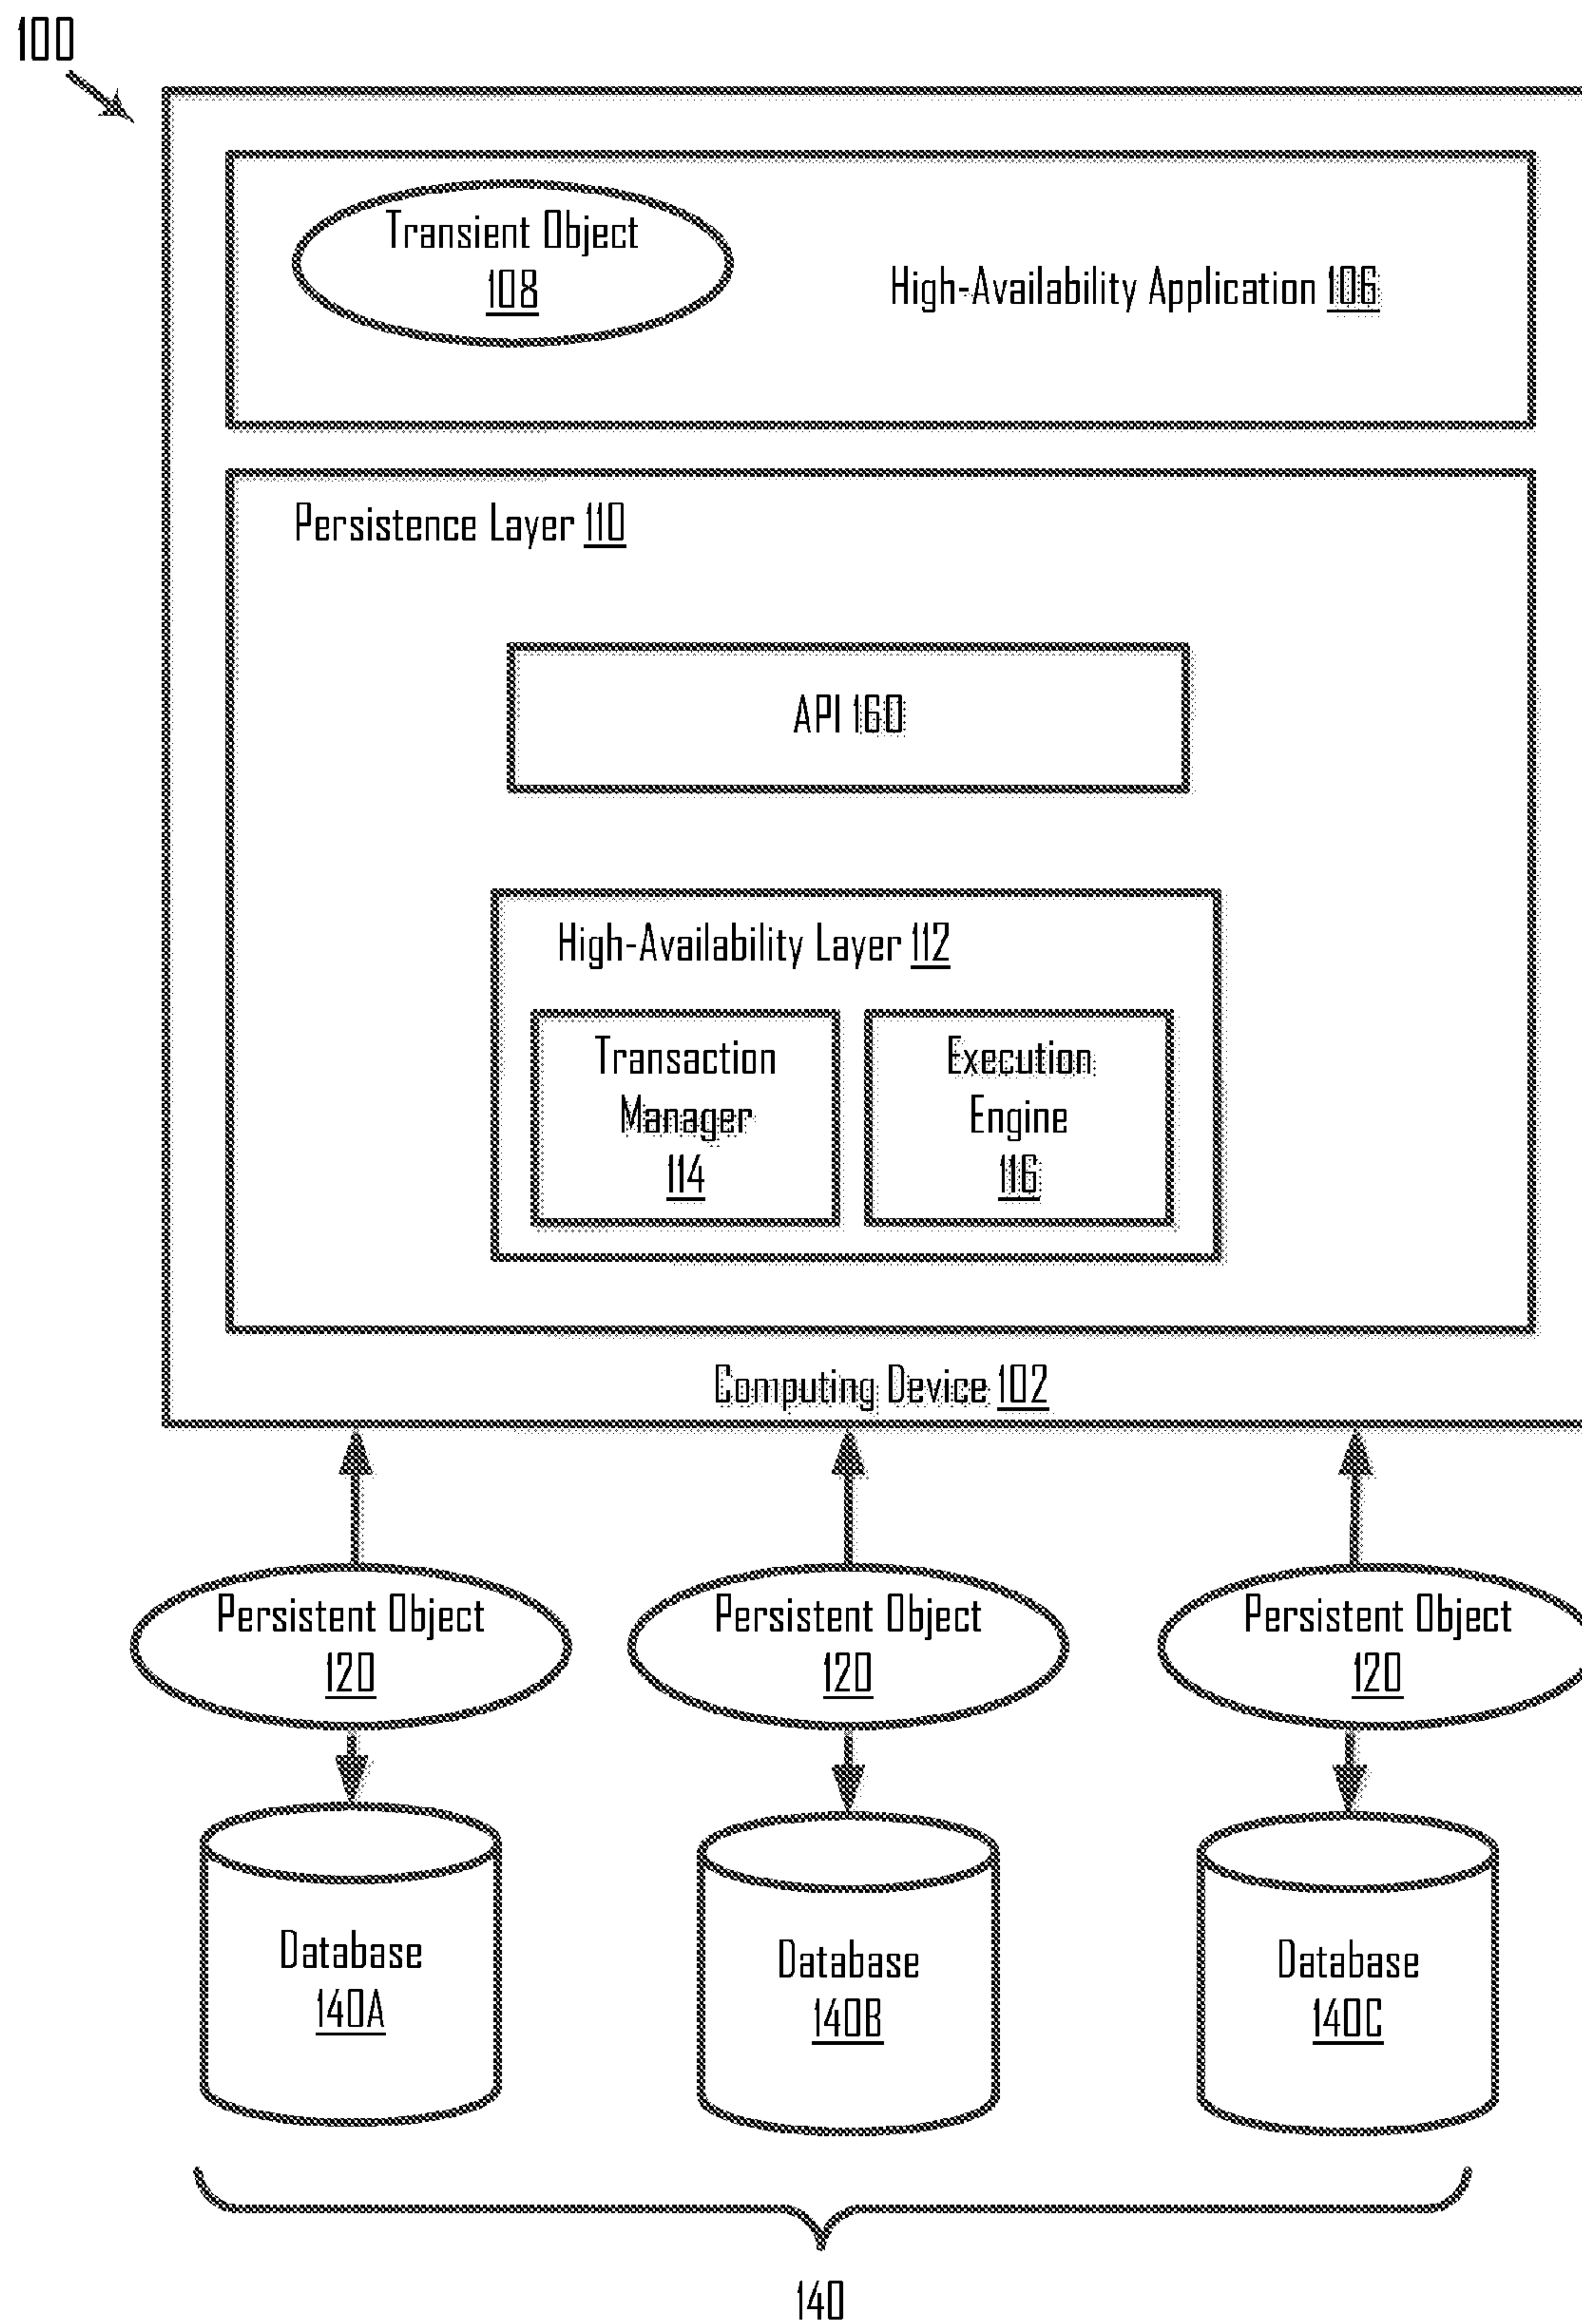 100
Transient Object
108
High-Availability Application 106
Persistence Layer 110
API 160
High-Availability Layer 112
Transaction
Manager
114
Execution
Engine
116
Computing Device 102
Persistent Object
120
Persistent Object
120
Persistent Object
120
Database
140A
Database
140B
Database
140C
140